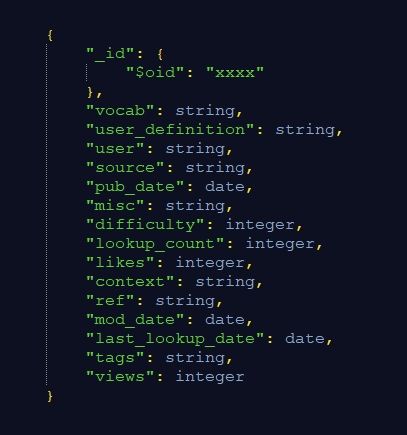 {
"_id": {
"$oid": "xxxx"
},
"vocab": string,
"user_definition": string,
"user": string,
"source": string,
"pub_date": date,
"misc": string,
"difficulty": integer,
"lookup_count": integer,
"likes": integer,
"context": string,
"ref": string,
"mod_date": date,
"last_lookup_date": date,
"tags": string,
"views": integer
}